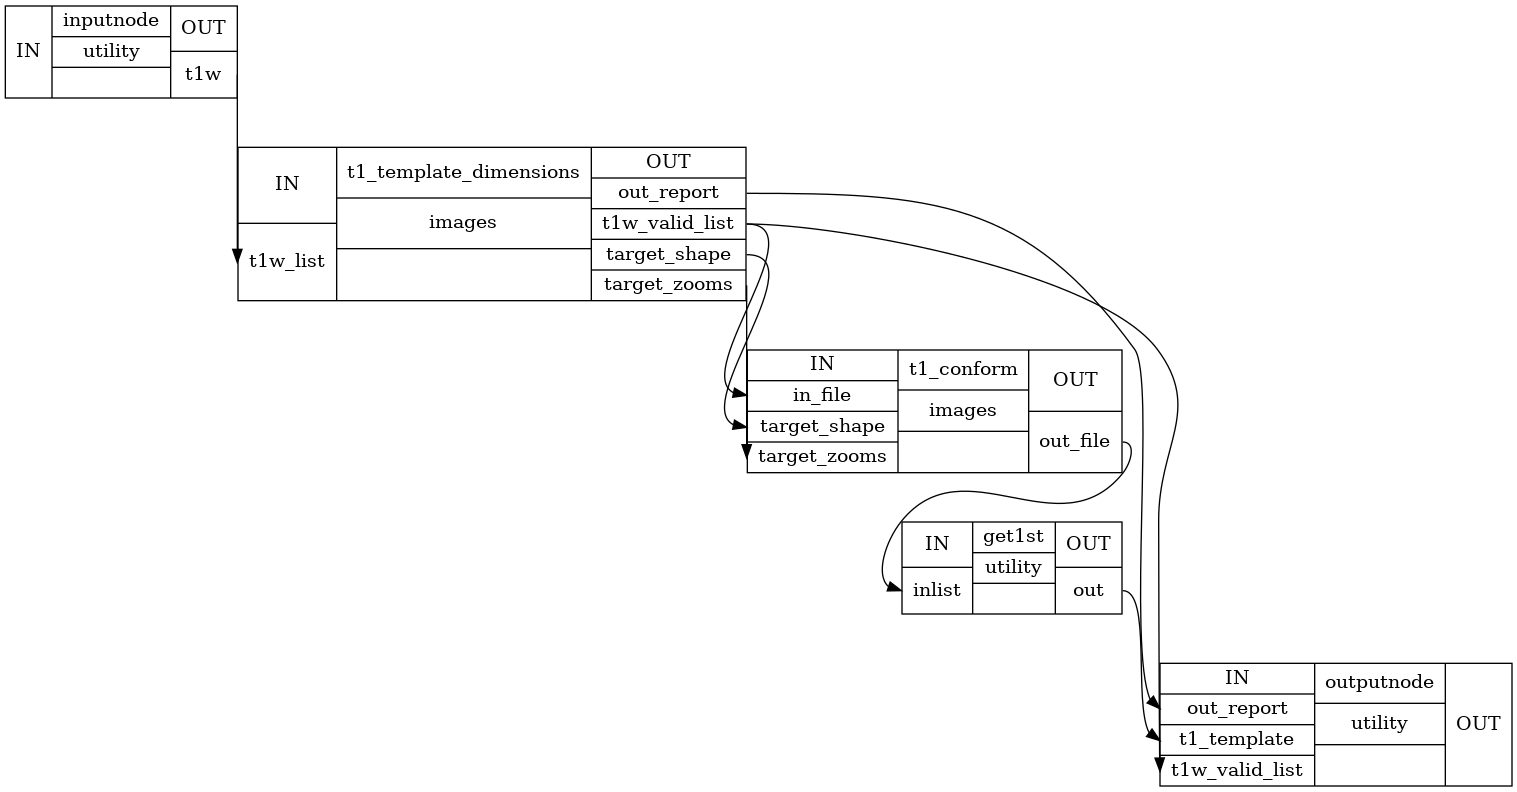 IN
inputnode
utility
OUT
t1w
IN
t1w_list
t1_template_dimensions
images
OUT
out_report
t1w_valid_list
target_shape
target_zooms
IN
in_file
target_shape
target_zooms
t1_conform
images
OUT
out_file
IN
inlist
get1st
utility
OUT
out
IN
out_report
t1_template
t1w_valid_list
outputnode
utility
OUT